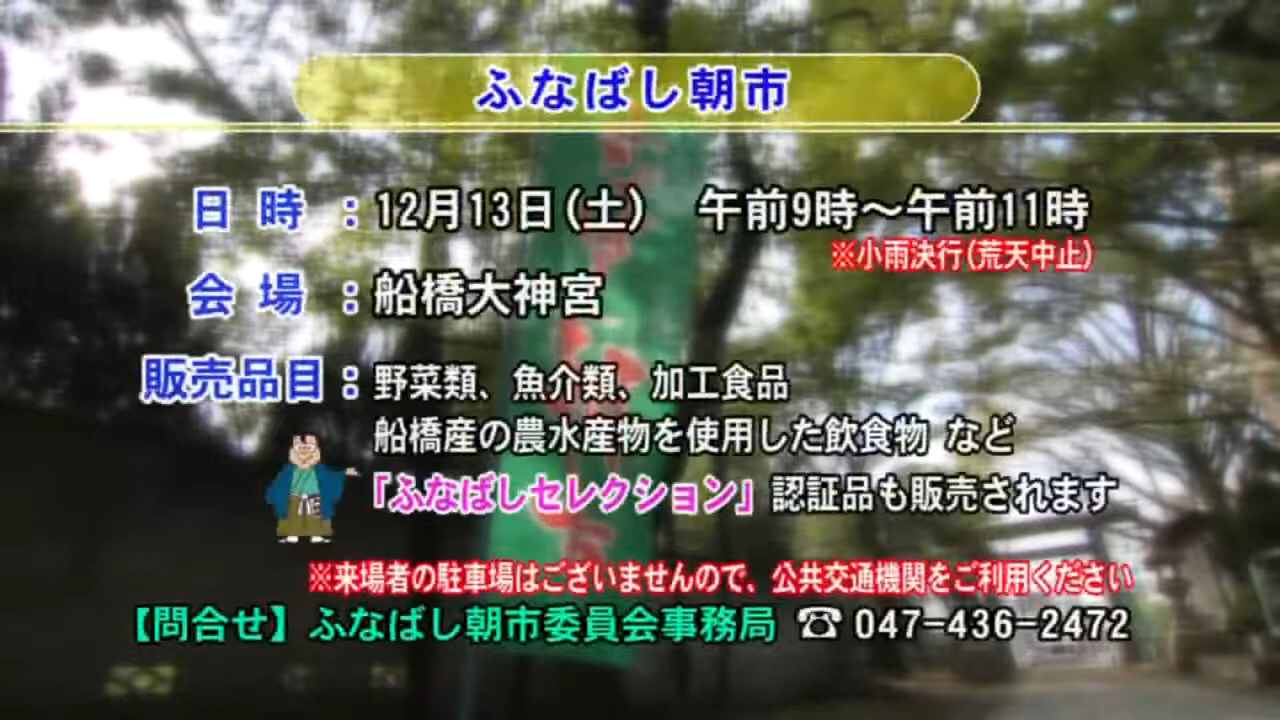 ふなばし朝市
日時：12月13日(土)　午前9時～午前11時
※小雨決行(荒天中止)
会場：船橋大神宮
販売品目：野菜類、魚介類、加工食品
船橋産の農水産物を使用した飲食物 など
「ふなばしセレクション」認証品も販売されます
※来場者の駐車場はございませんので、公共交通機関をご利用ください
【問合せ】ふなばし朝市委員会事務局 ☎047-436-2472